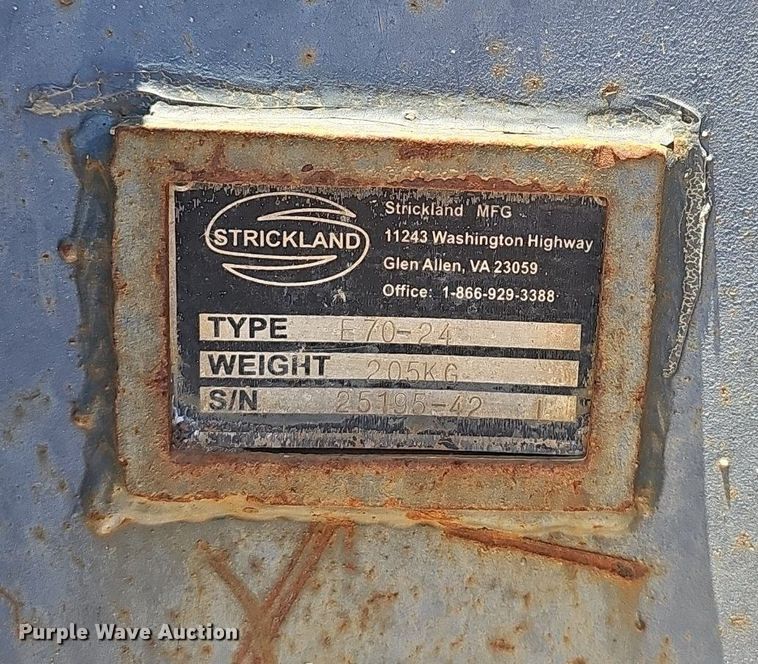 STRICKLAND
Strickland MFG
11243 Washington Highway
Glen Allen, VA 23059
Office: 1-866-929-3388
TYPE E70-24
WEIGHT 205KG
S/N 25195-42
Purple Wave Auction